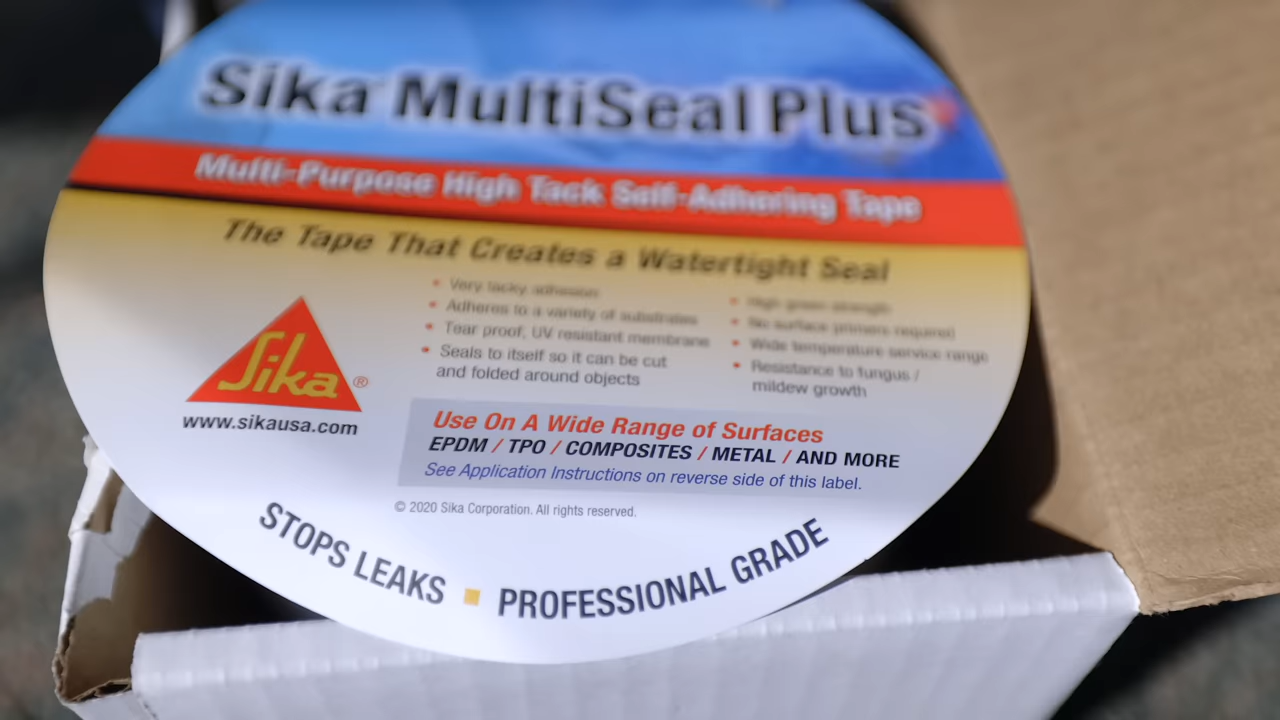 Sika MultiSeal Plus
Multi-Purpose High Tack Self-Adhering Tape
The Tape That Creates a Watertight Seal
• Very tacky adhesion
• Adheres to a variety of substrates
• Tear proof, UV resistant membrane
• Seals to itself so it can be cut
and folded around objects
• High green strength
• No surface primers required
• Wide temperature service range
• Resistance to fungus /
mildew growth
Sika®
www.sikausa.com
Use On A Wide Range of Surfaces
EPDM / TPO / COMPOSITES / METAL / AND MORE
See Application Instructions on reverse side of this label.
© 2020 Sika Corporation. All rights reserved.
STOPS LEAKS ▪ PROFESSIONAL GRADE